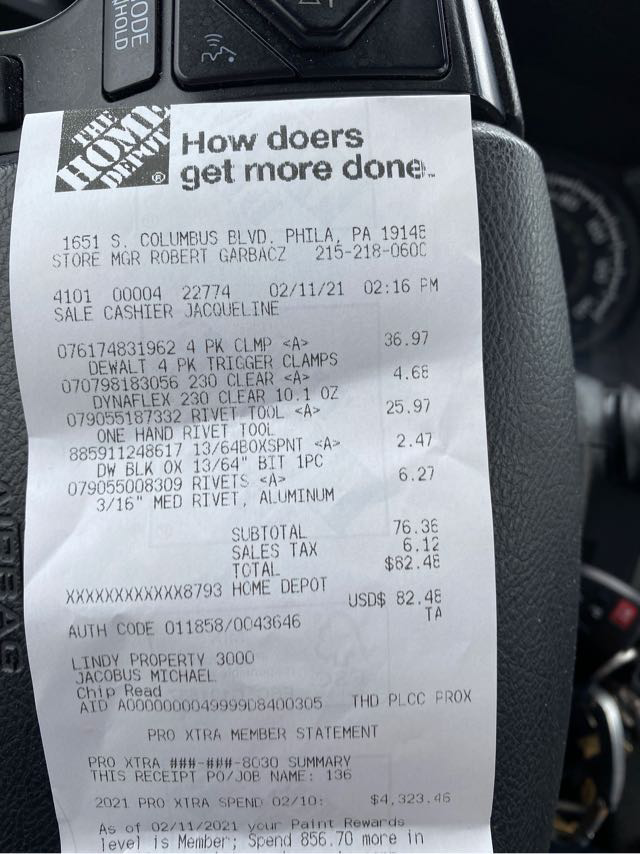 MODE
HOLD
THE
HOME
DEPOT
®
How doers
get more done™
1651 S. COLUMBUS BLVD. PHILA, PA 19148
STORE MGR ROBERT GARBACZ 215-218-0600
4101 00004 22774 02/11/21 02:16 PM
SALE CASHIER JACQUELINE
076174831962 4 PK CLMP <A> 36.97
DEWALT 4 PK TRIGGER CLAMPS
070798183056 230 CLEAR <A> 4.68
DYNAFLEX 230 CLEAR 10.1 OZ
079055187332 RIVET TOOL <A> 25.97
ONE HAND RIVET TOOL
885911248617 13/64BOXSPNT <A> 2.47
DW BLK OX 13/64" BIT 1PC
079055008309 RIVETS <A> 6.27
3/16" MED RIVET, ALUMINUM
SUBTOTAL 76.36
SALES TAX 6.12
TOTAL $82.48
XXXXXXXXXXXX8793 HOME DEPOT
USD$ 82.48
TA
AUTH CODE 011858/0043646
LINDY PROPERTY 3000
JACOBUS MICHAEL
Chip Read
AID A0000000049999D8400305 THD PLCC PROX
PRO XTRA MEMBER STATEMENT
PRO XTRA ###-###-8030 SUMMARY
THIS RECEIPT PO/JOB NAME: 136
2021 PRO XTRA SPEND 02/10: $4,323.46
As of 02/11/2021 your Paint Rewards
level is Member; Spend 856.70 more in
AIRBAG